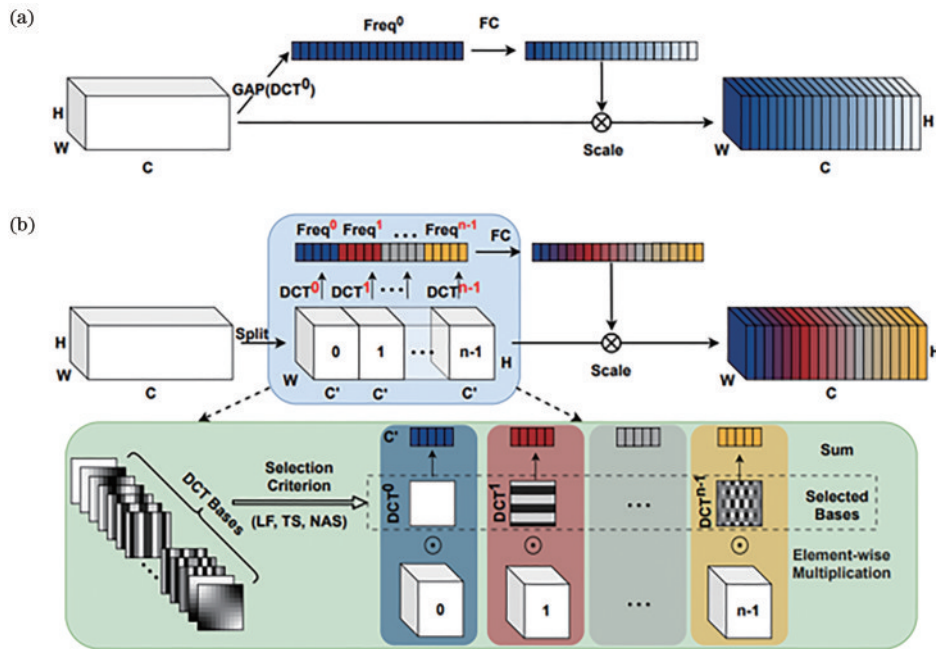 (a)
Freq⁰
FC
GAP(DCT⁰)
H
W
C
Scale
H
W
C
(b)
Freq⁰ Freq¹ ... Freqⁿ⁻¹
FC
DCT⁰ DCT¹ ... DCTⁿ⁻¹
H
W
C
Split
0 1 ... n-1
H
W
C' C' C'
Scale
H
W
C
DCT Bases
Selection
Criterion
(LF, TS, NAS)
C'
Sum
DCT⁰
DCT¹
...
DCTⁿ⁻¹
Selected
Bases
Element-wise
Multiplication
0 1 ... n-1